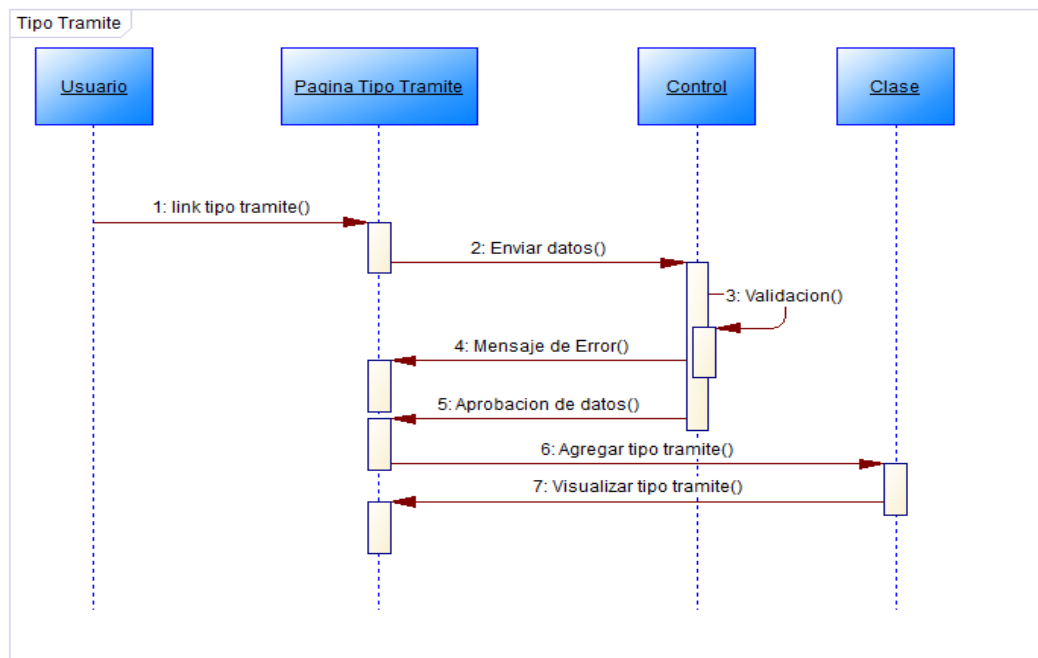 Tipo Tramite
Usuario
Pagina Tipo Tramite
Control
Clase
1: link tipo tramite()
2: Enviar datos()
3: Validacion()
4: Mensaje de Error()
5: Aprobacion de datos()
6: Agregar tipo tramite()
7: Visualizar tipo tramite()